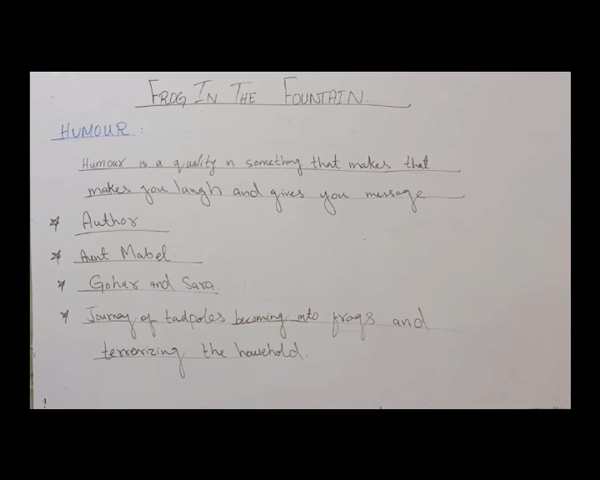 FROG IN THE FOUNTAIN.
HUMOUR:
Humour is a quality in something that makes that
makes you laugh and gives you message
* Author
* Aunt Mabel
* Gohar and Sara.
* Journey of tadpoles becoming into frogs and
terrorizing the household.